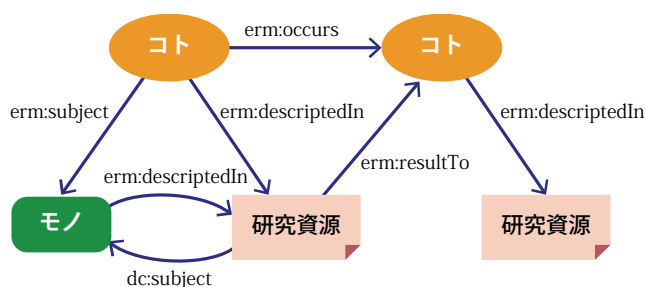 コト
erm:occurs
コト
erm:subject
erm:descriptedIn
erm:descriptedIn
erm:descriptedIn
erm:resultTo
モノ
研究資源
研究資源
dc:subject